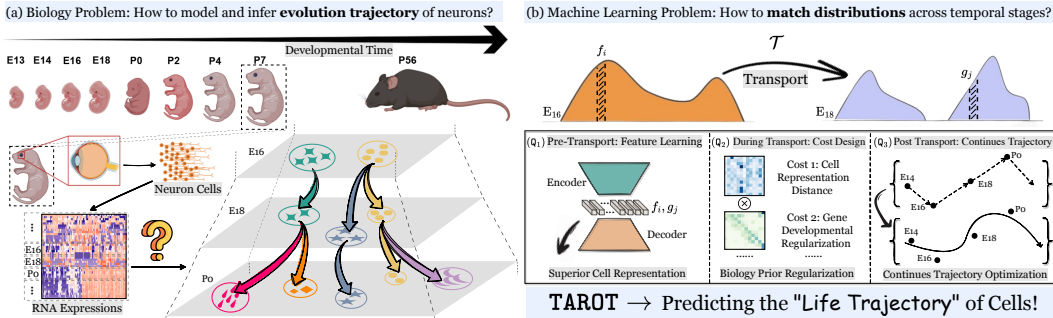 (a) Biology Problem: How to model and infer evolution trajectory of neurons?
Developmental Time
E13 E14 E16 E18 P0 P2 P4 P7 P56
Neuron Cells
E16
E18
P0
⋮
E16
E18
P0
⋮
RNA Expressions
(b) Machine Learning Problem: How to match distributions across temporal stages?
f_i
𝒯
Transport
g_j
E16
E18
(Q1) Pre-Transport: Feature Learning
Encoder
f_i, g_j
Decoder
Superior Cell Representation
(Q2) During Transport: Cost Design
Cost 1: Cell
Representation
Distance
⊗
Cost 2: Gene
Developmental
Regularization
...... ......
Biology Prior Regularization
(Q3) Post Transport: Continues Trajectory
P0
E14
E18
E16
P0
E14
E18
E16
Continues Trajectory Optimization
TAROT → Predicting the "Life Trajectory" of Cells!